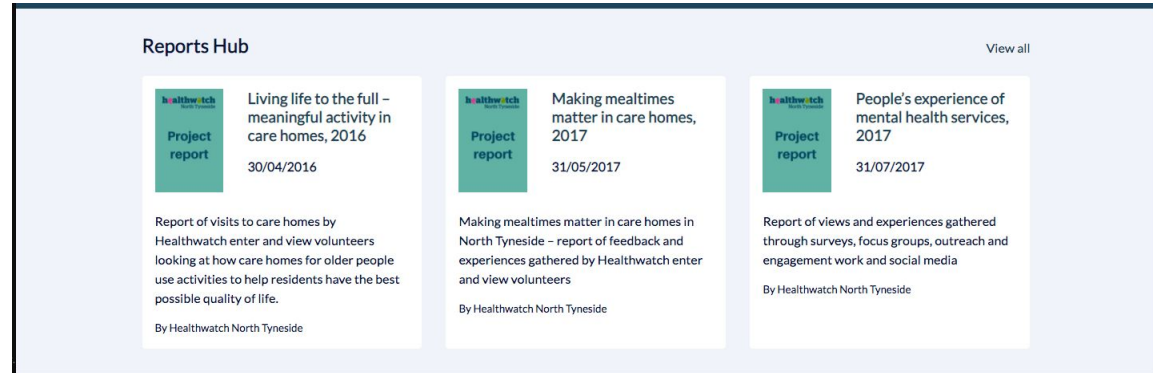 Reports Hub
View all
healthwatch
North Tyneside
Project
report
Living life to the full –
meaningful activity in
care homes, 2016
30/04/2016
Report of visits to care homes by
Healthwatch enter and view volunteers
looking at how care homes for older people
use activities to help residents have the best
possible quality of life.
By Healthwatch North Tyneside
healthwatch
North Tyneside
Project
report
Making mealtimes
matter in care homes,
2017
31/05/2017
Making mealtimes matter in care homes in
North Tyneside – report of feedback and
experiences gathered by Healthwatch enter
and view volunteers
By Healthwatch North Tyneside
healthwatch
North Tyneside
Project
report
People's experience of
mental health services,
2017
31/07/2017
Report of views and experiences gathered
through surveys, focus groups, outreach and
engagement work and social media
By Healthwatch North Tyneside